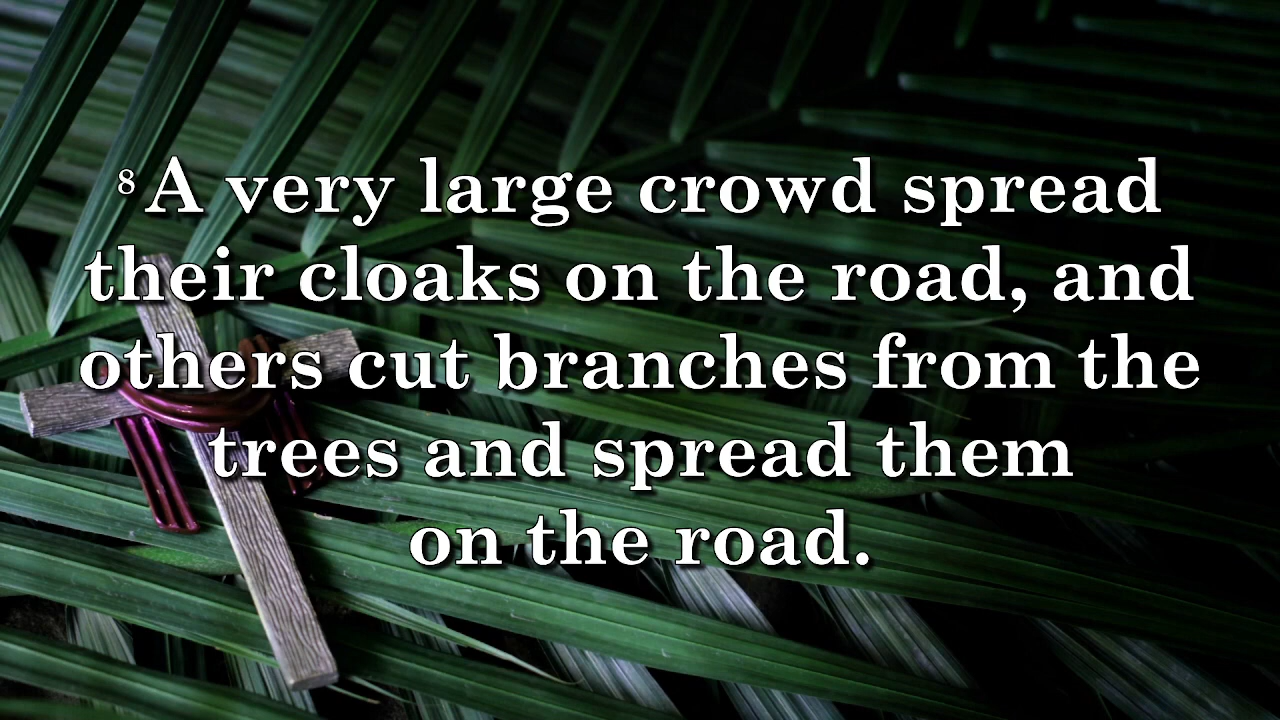 8 A very large crowd spread
their cloaks on the road, and
others cut branches from the
trees and spread them
on the road.